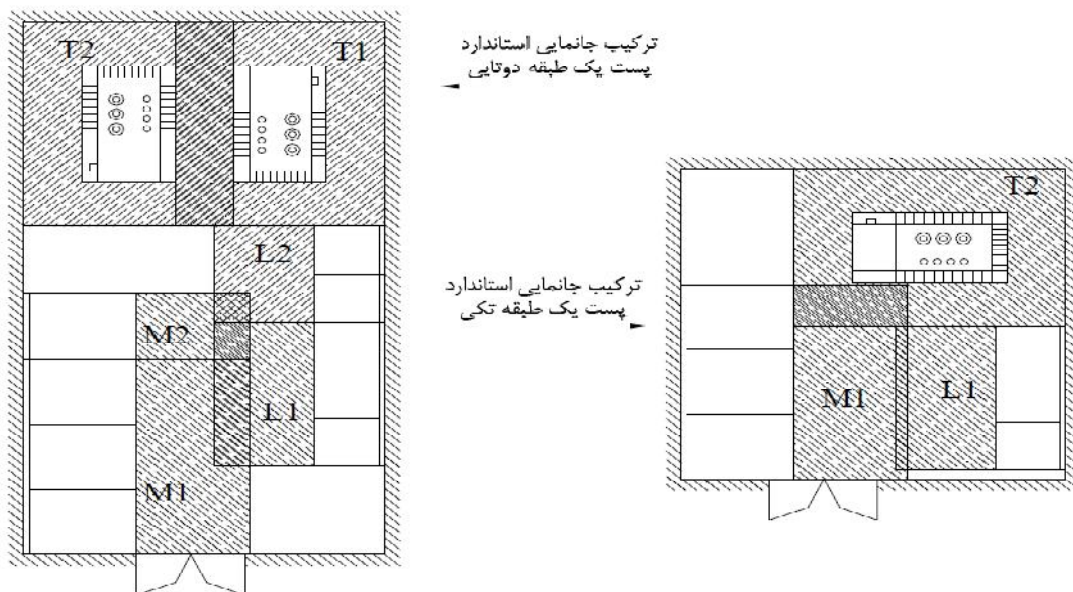 T2
T1
ترکیب جانمایی استاندارد
پست یک طبقه دوتایی
T2
L2
ترکیب جانمایی استاندارد
پست یک طبقه تکی
M2
M1
L1
L1
M1